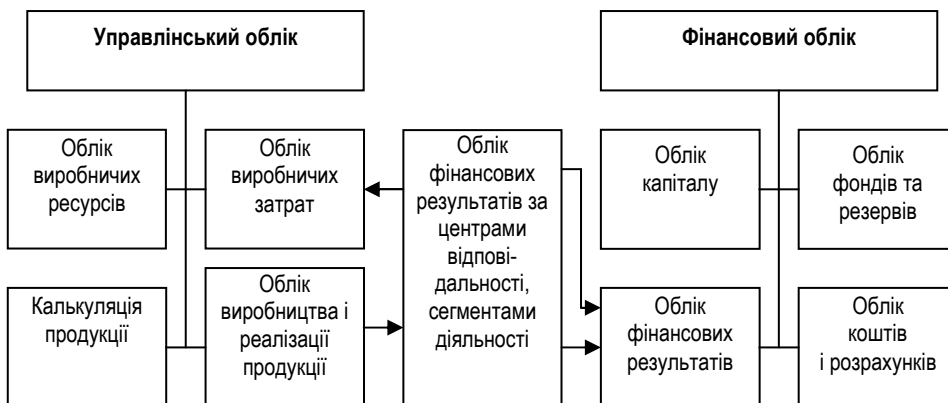 Управлінський облік
Фінансовий облік
Облік
виробничих
ресурсів
Облік
виробничих
затрат
Облік
фінансових
результатів за
центрами
відпові-
дальності,
сегментами
діяльності
Облік
капіталу
Облік
фондів та
резервів
Калькуляція
продукції
Облік
виробництва і
реалізації
продукції
Облік
фінансових
результатів
Облік
коштів
і розрахунків